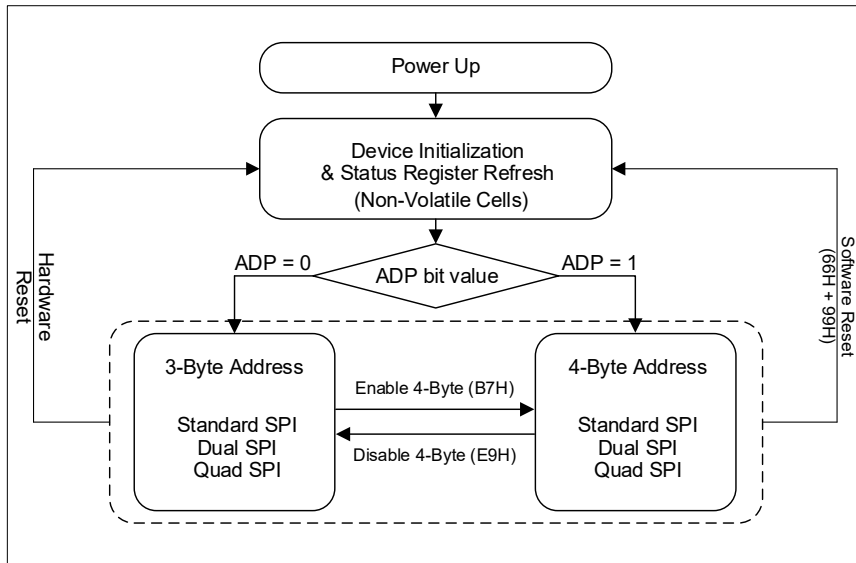 Power Up
Device Initialization
& Status Register Refresh
(Non-Volatile Cells)
Hardware
Reset
Software Reset
(66H + 99H)
ADP = 0
ADP bit value
ADP = 1
3-Byte Address
Standard SPI
Dual SPI
Quad SPI
Enable 4-Byte (B7H)
Disable 4-Byte (E9H)
4-Byte Address
Standard SPI
Dual SPI
Quad SPI